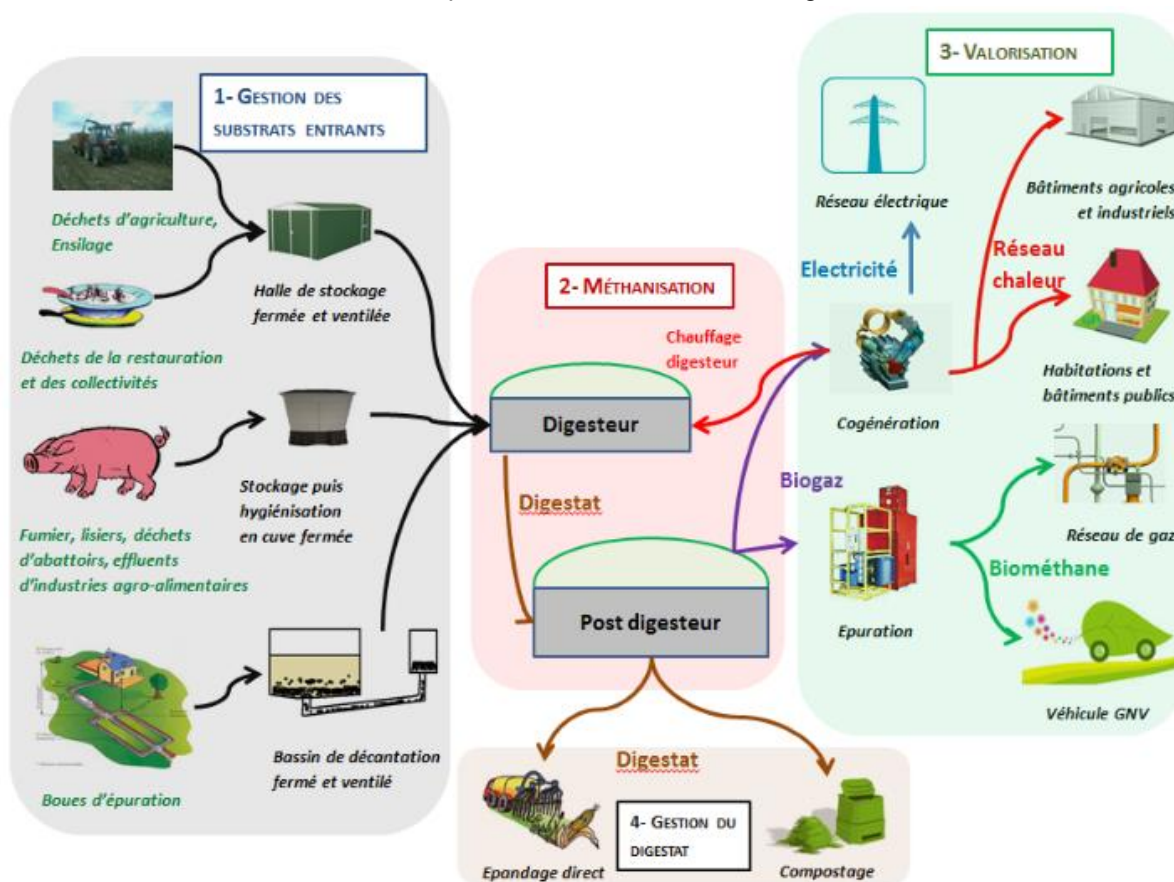 1- GESTION DES
SUBSTRATS ENTRANTS
Déchets d'agriculture,
Ensilage
Halle de stockage
fermée et ventilée
Déchets de la restauration
et des collectivités
Stockage puis
hygiénisation
en cuve fermée
Fumier, lisiers, déchets
d'abattoirs, effluents
d'industries agro-alimentaires
Bassin de décantation
fermé et ventilé
Boues d'épuration
2- MÉTHANISATION
Chauffage
digesteur
Digesteur
Digestat
Biogaz
Post digesteur
3- VALORISATION
Réseau électrique
Bâtiments agricoles
et industriels
Electricité
Réseau
chaleur
Cogénération
Habitations et
bâtiments publics
Epuration
Réseau de gaz
Biométhane
Véhicule GNV
Digestat
4- GESTION DU
DIGESTAT
Epandage direct
Compostage